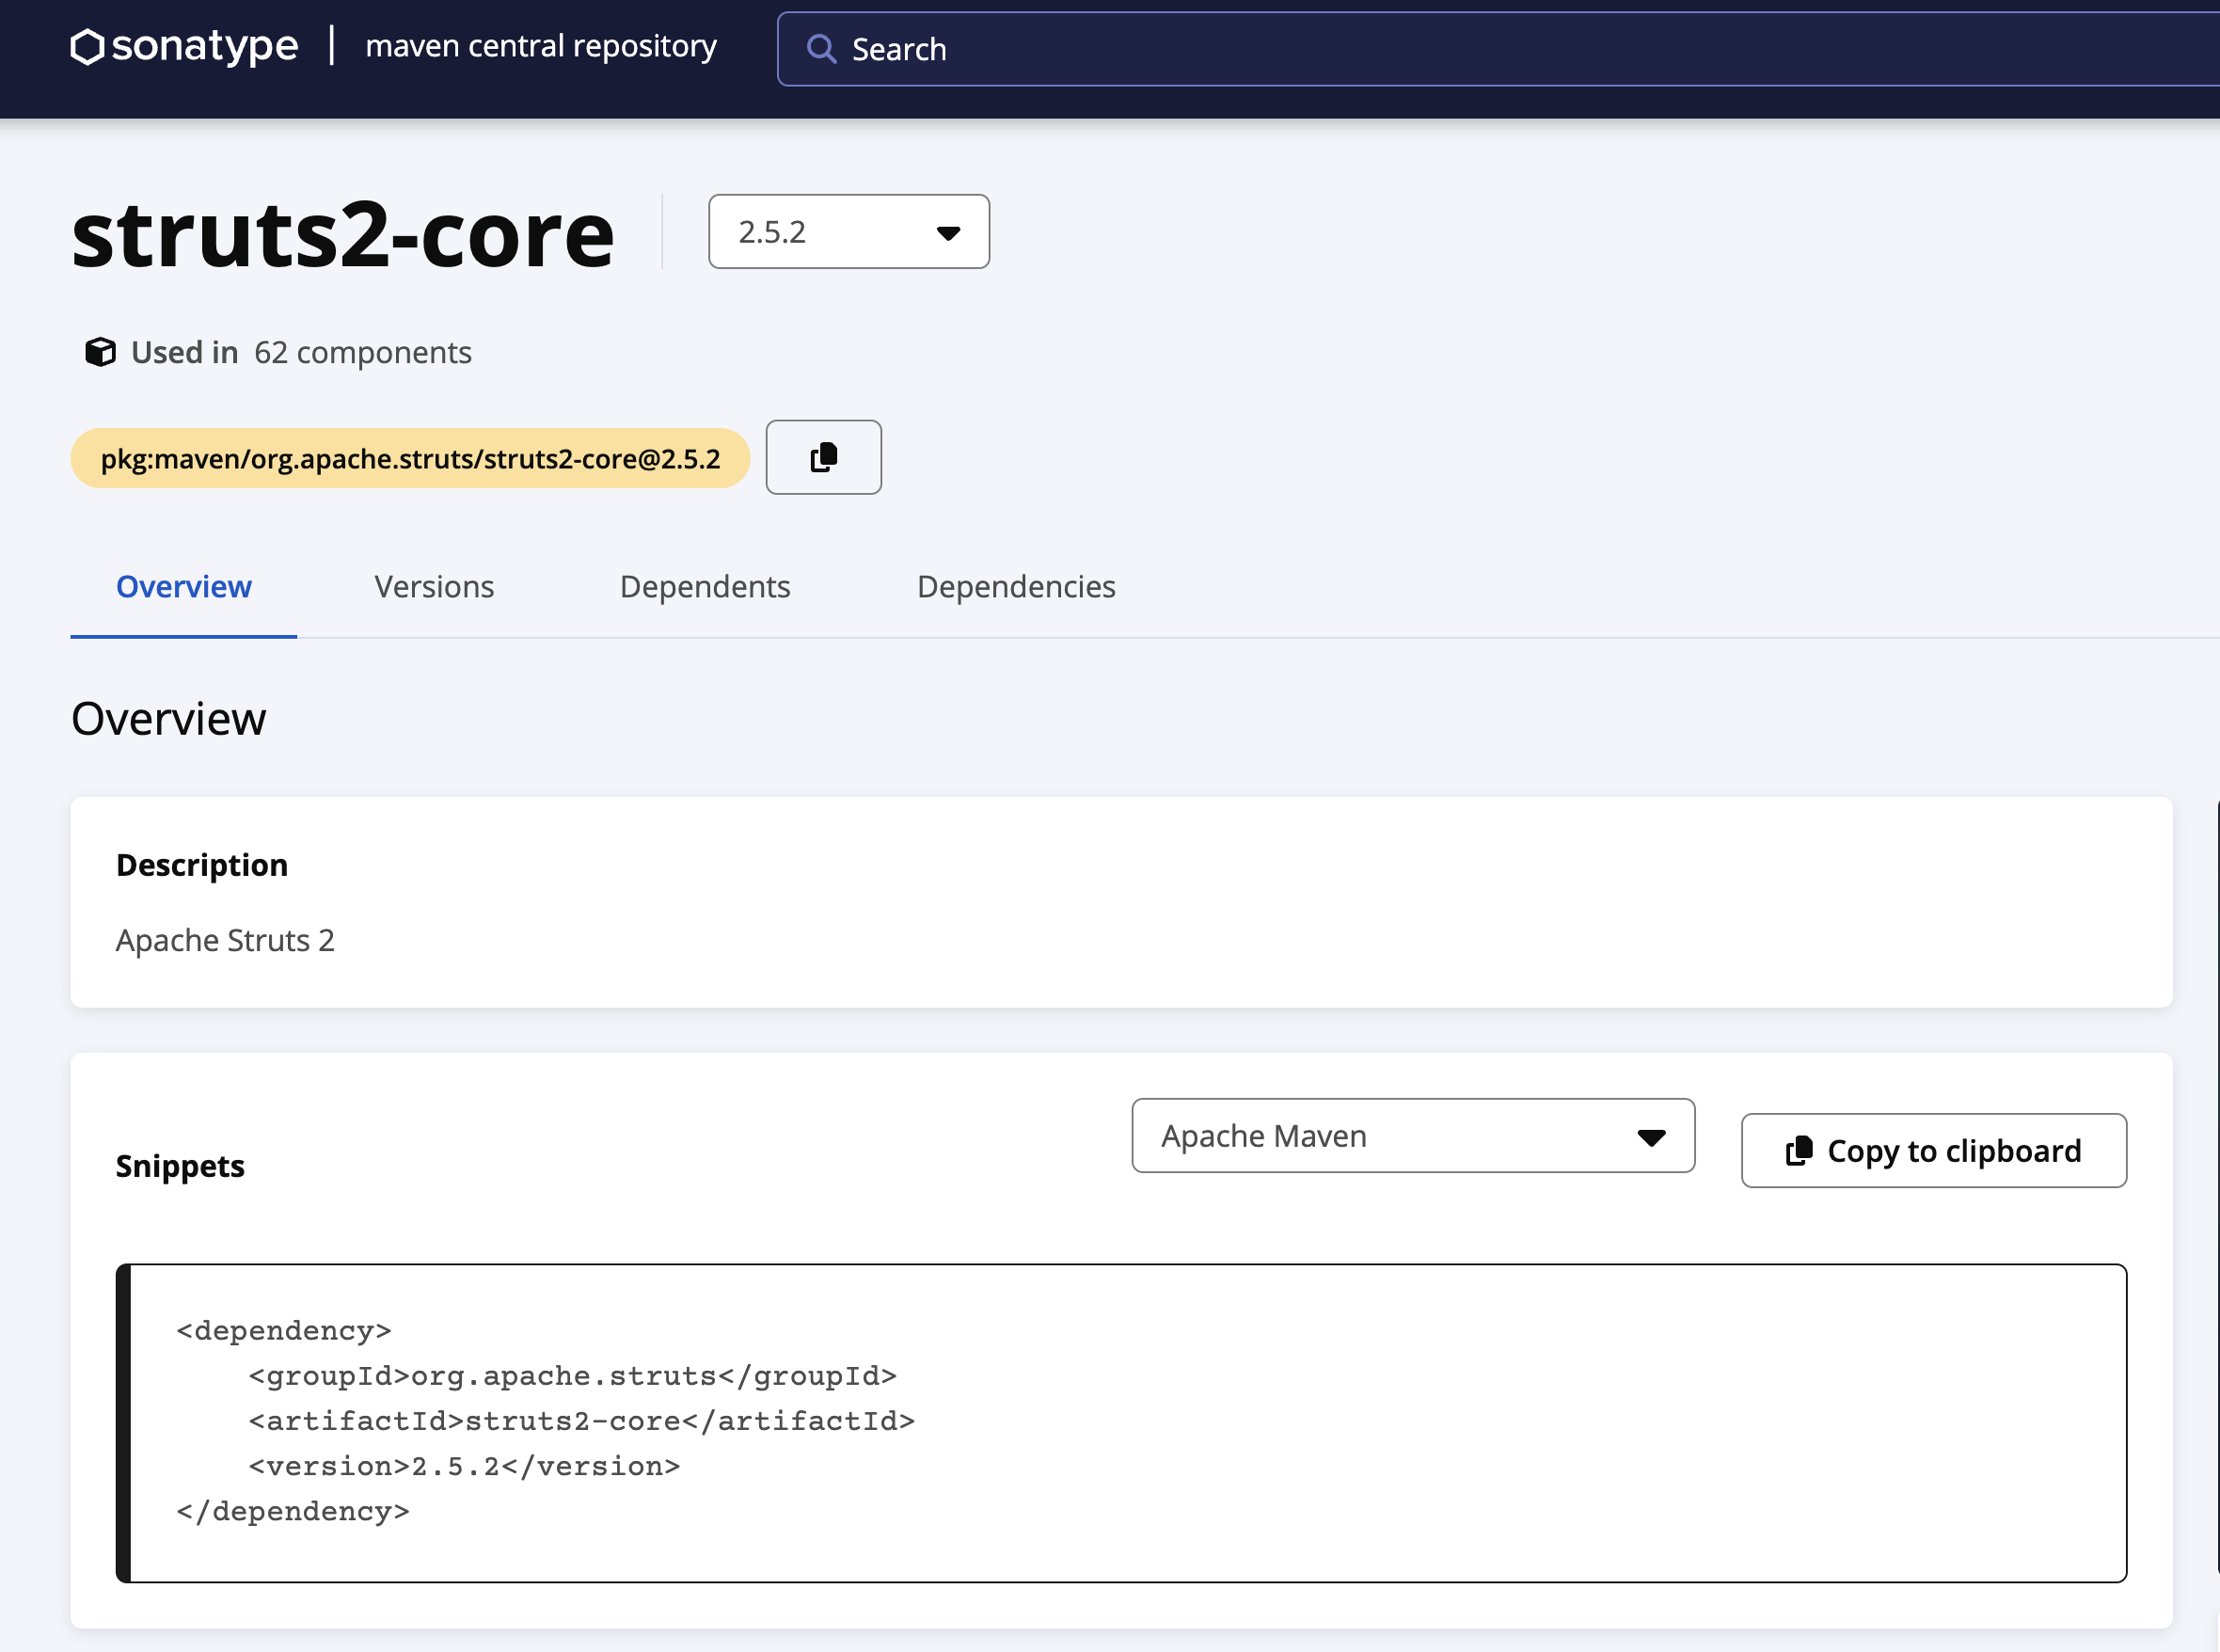 sonatype | maven central repository
Search
struts2-core
2.5.2
Used in 62 components
pkg:maven/org.apache.struts/struts2-core@2.5.2
Overview
Versions
Dependents
Dependencies
Overview
Description
Apache Struts 2
Snippets
Apache Maven
Copy to clipboard
<dependency>
    <groupId>org.apache.struts</groupId>
    <artifactId>struts2-core</artifactId>
    <version>2.5.2</version>
</dependency>